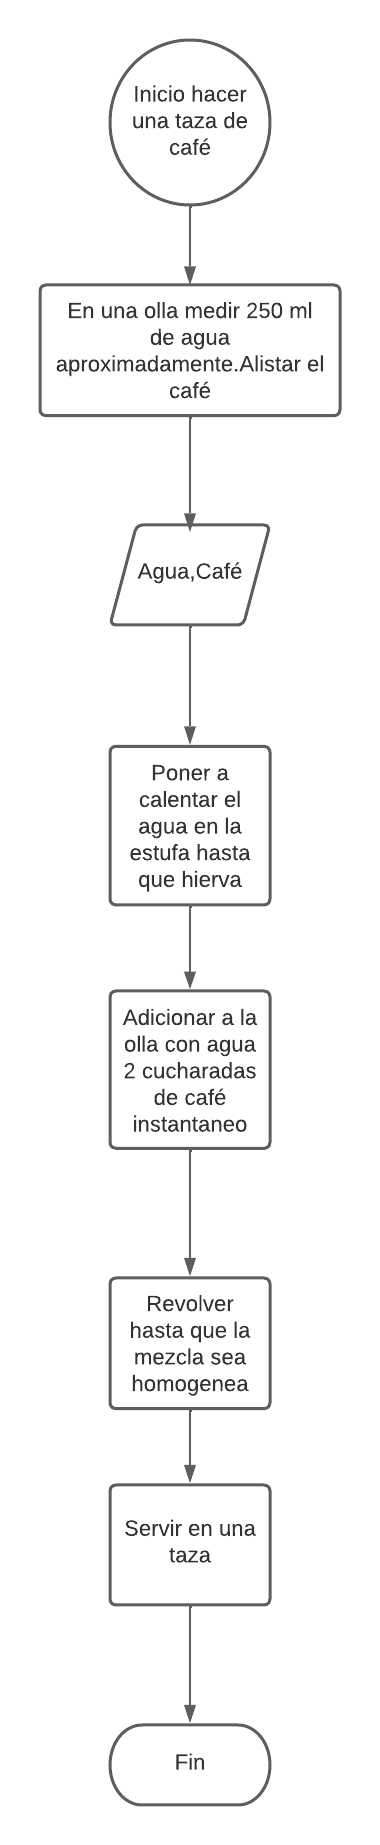 Inicio hacer
una taza de
café
En una olla medir 250 ml
de agua
aproximadamente.Alistar el
café
Agua,Café
Poner a
calentar el
agua en la
estufa hasta
que hierva
Adicionar a la
olla con agua
2 cucharadas
de café
instantaneo
Revolver
hasta que la
mezcla sea
homogenea
Servir en una
taza
Fin